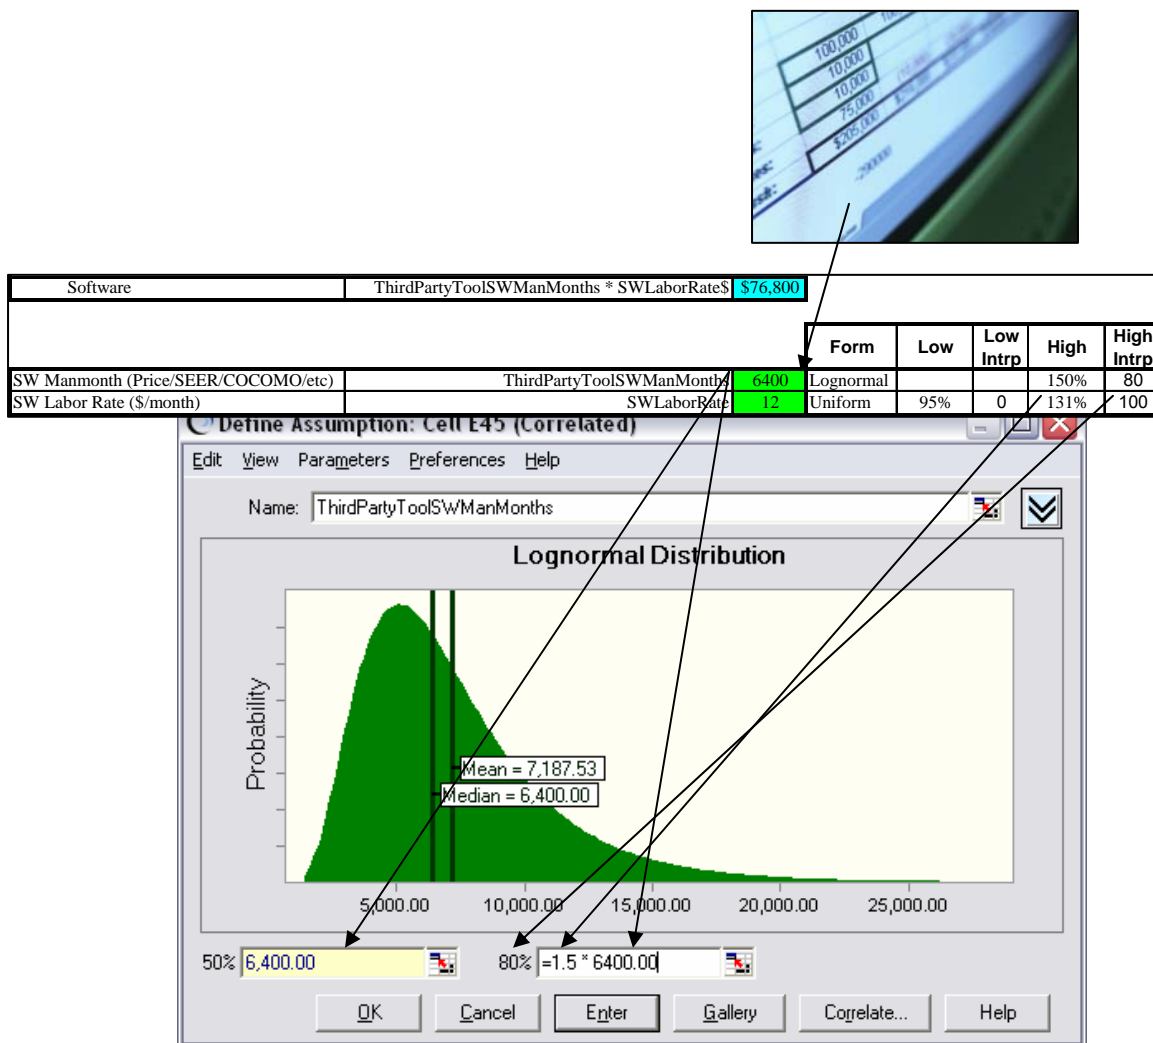 100,000
10,000
10,000
75,000
$205,000
-290000
Software ThirdPartyToolSWManMonths * SWLaborRate$ $76,800
Form Low Low Intrp High High Intrp
SW Manmonth (Price/SEER/COCOMO/etc) ThirdPartyToolSWManMonths 6400 Lognormal 150% 80
SW Labor Rate ($/month) SWLaborRate 12 Uniform 95% 0 131% 100
Define Assumption: Cell E45 (Correlated)
Edit View Parameters Preferences Help
Name: ThirdPartyToolSWManMonths
Lognormal Distribution
Probability
Mean = 7,187.53
Median = 6,400.00
5,000.00 10,000.00 15,000.00 20,000.00 25,000.00
50% 6,400.00 80% =1.5 * 6400.00
OK Cancel Enter Gallery Correlate... Help